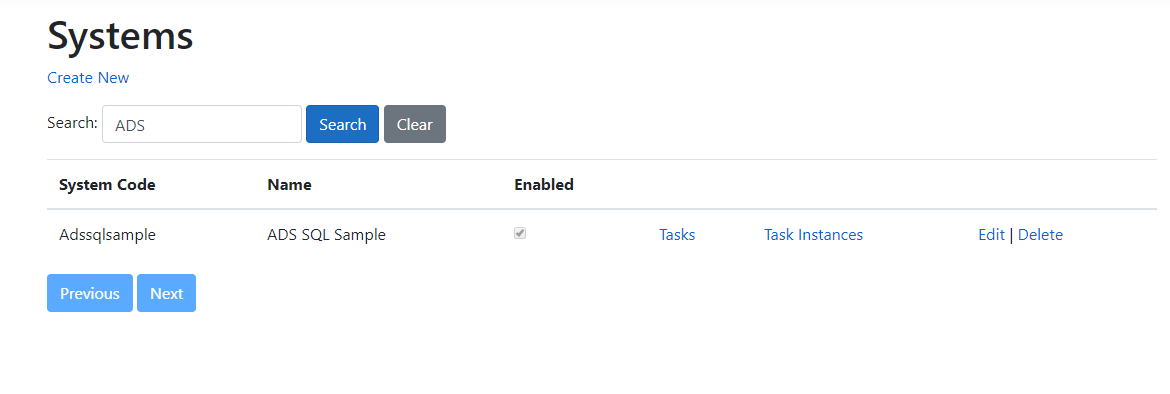 Systems
Create New
Search: ADS Search Clear
System Code Name Enabled
Adssqlsample ADS SQL Sample Tasks Task Instances Edit | Delete
Previous Next